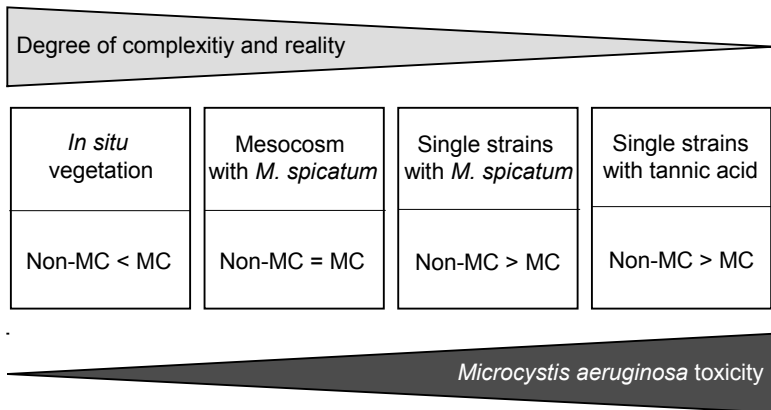 Degree of complexitiy and reality
In situ
vegetation
Non-MC < MC
Mesocosm
with M. spicatum
Non-MC = MC
Single strains
with M. spicatum
Non-MC > MC
Single strains
with tannic acid
Non-MC > MC
Microcystis aeruginosa toxicity